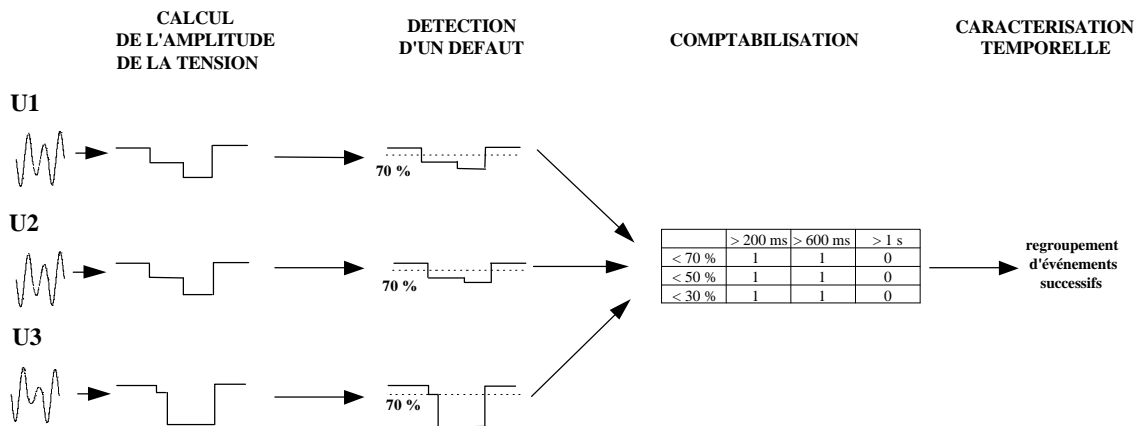 CALCUL
DE L'AMPLITUDE
DE LA TENSION
DETECTION
D'UN DEFAUT
COMPTABILISATION
CARACTERISATION
TEMPORELLE
U1
70 %
U2
70 %
U3
70 %
> 200 ms > 600 ms > 1 s
< 70 % 1 1 0
< 50 % 1 1 0
< 30 % 1 1 0
regroupement
d'événements
successifs